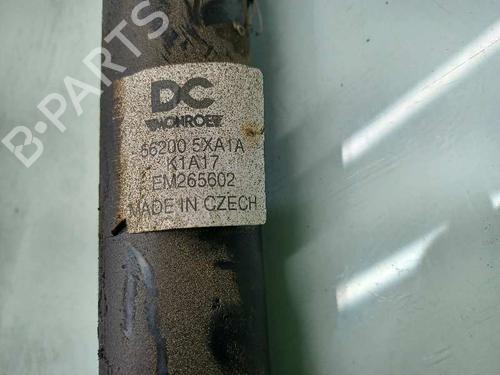 B-PARTS
DC
MONROE
56200 5XA1A
K1A17
EM265602
MADE IN CZECH